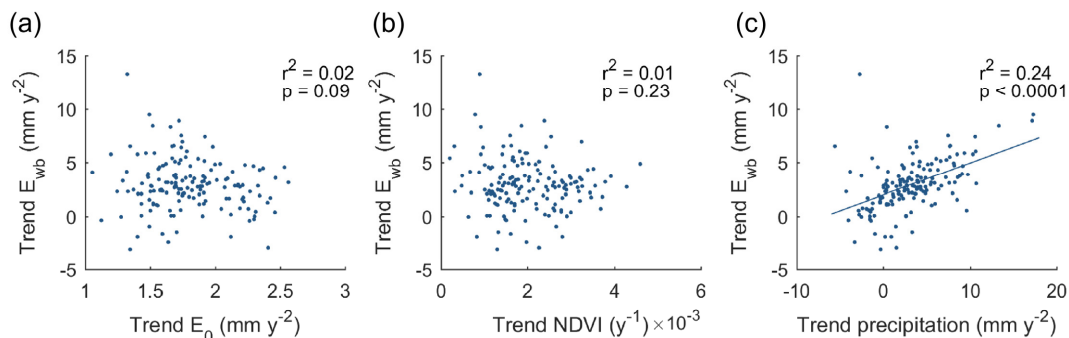 (a)
15
10
5
0
-5
1
1.5
2
2.5
3
Trend E_wb (mm y^-2)
Trend E_0 (mm y^-2)
r^2 = 0.02
p = 0.09
(b)
15
10
5
0
-5
0
2
4
6
Trend E_wb (mm y^-2)
Trend NDVI (y^-1) ×10^-3
r^2 = 0.01
p = 0.23
(c)
15
10
5
0
-5
-10
0
10
20
Trend E_wb (mm y^-2)
Trend precipitation (mm y^-2)
r^2 = 0.24
p < 0.0001